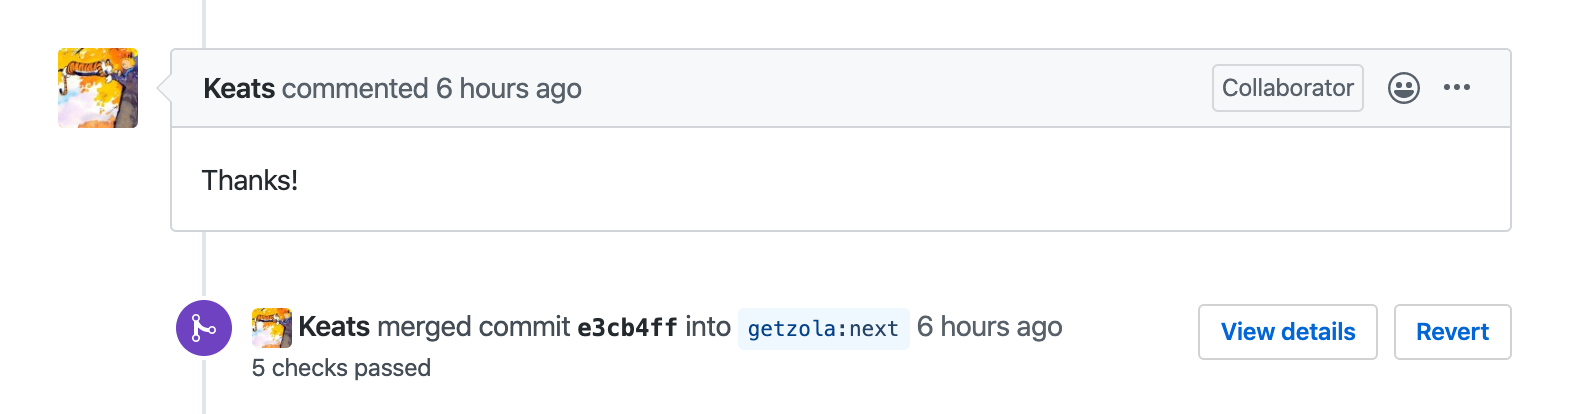 Keats commented 6 hours ago Collaborator
Thanks!
Keats merged commit e3cb4ff into getzola:next 6 hours ago View details Revert
5 checks passed